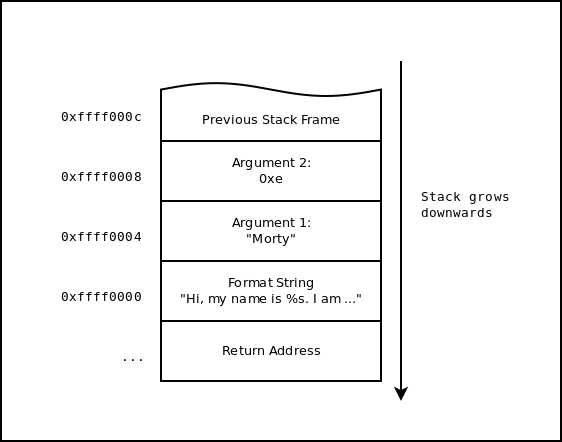 0xffff000c
Previous Stack Frame
0xffff0008
Argument 2:
0xe
0xffff0004
Argument 1:
"Morty"
0xffff0000
Format String
"Hi, my name is %s. I am ..."
...
Return Address
Stack grows
downwards